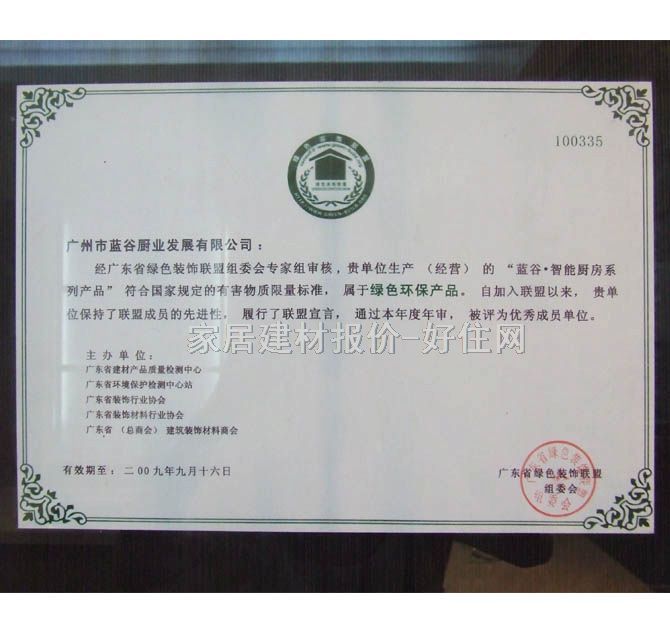 100335
广州市蓝谷厨业发展有限公司：
经广东省绿色装饰联盟组委会专家组审核，贵单位生产（经营）的“蓝谷·智能厨房系
列产品”符合国家规定的有害物质限量标准，属于绿色环保产品。自加入联盟以来，贵单
位保持了联盟成员的先进性，履行了联盟宣言，通过本年度年审，被评为优秀成员单位。
家居建材报价-好住网
主办单位：
广东省建材产品质量检测中心
广东省环境保护检测中心站
广东省装饰行业协会
广东省装饰材料行业协会
广东省（总商会）建筑装饰材料商会
有效期至：二00九年九月十六日
广东省绿色装饰联盟
组委会